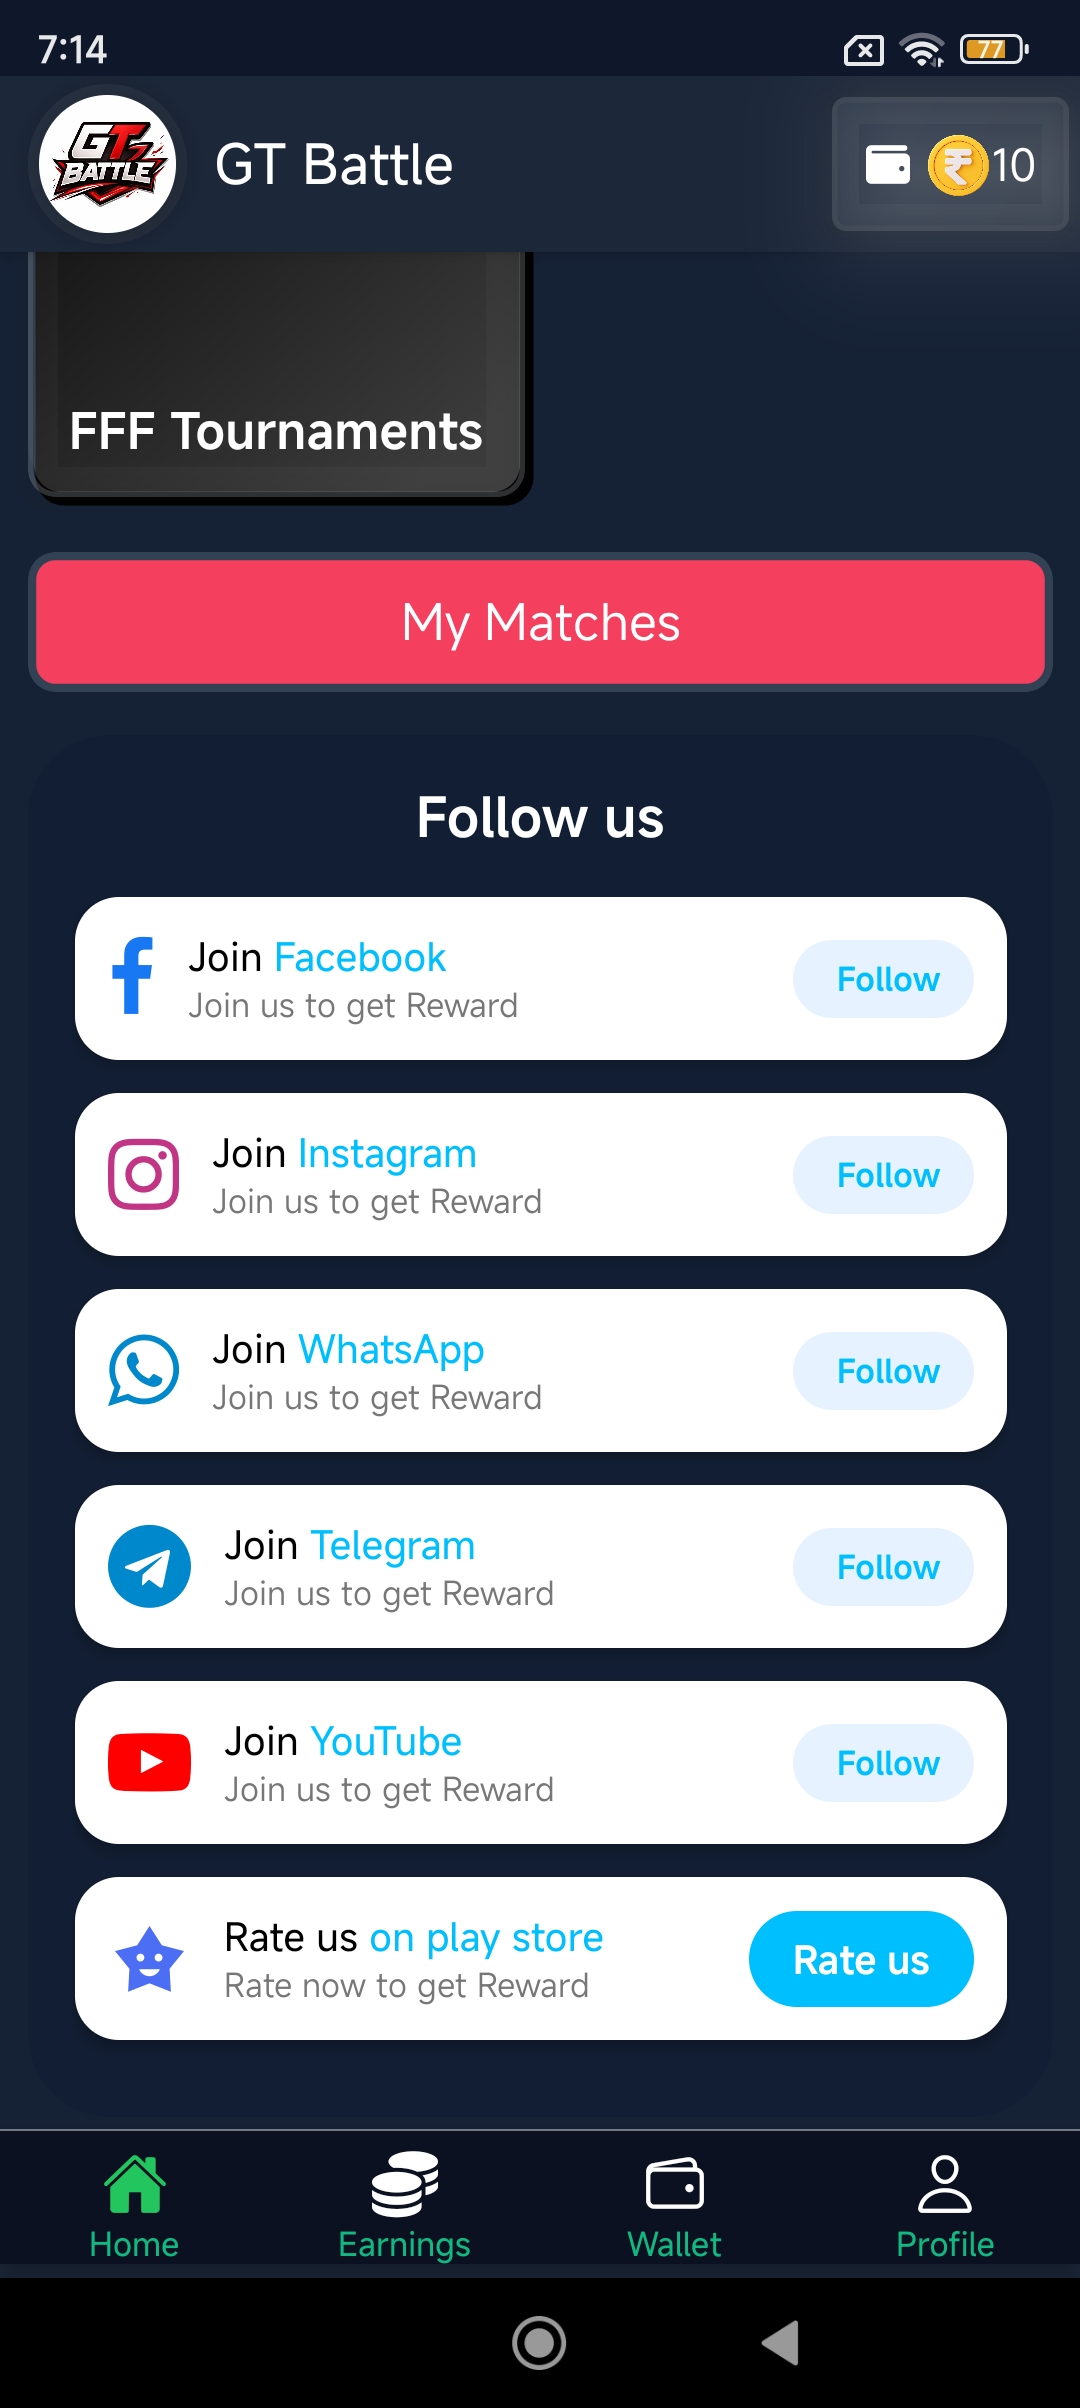 7:14
77
GT
BATTLE
GT Battle
10
FFF Tournaments
My Matches
Follow us
Join Facebook
Join us to get Reward
Follow
Join Instagram
Join us to get Reward
Follow
Join WhatsApp
Join us to get Reward
Follow
Join Telegram
Join us to get Reward
Follow
Join YouTube
Join us to get Reward
Follow
Rate us on play store
Rate now to get Reward
Rate us
Home
Earnings
Wallet
Profile